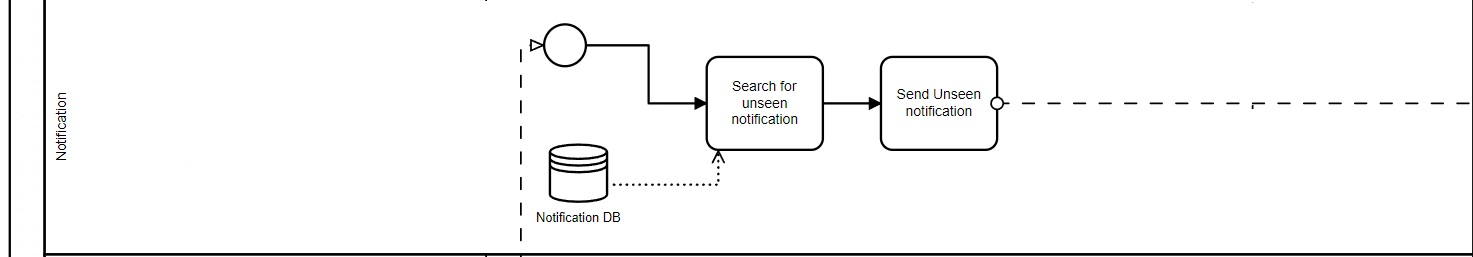 Notification
Search for
unseen
notification
Send Unseen
notification
Notification DB